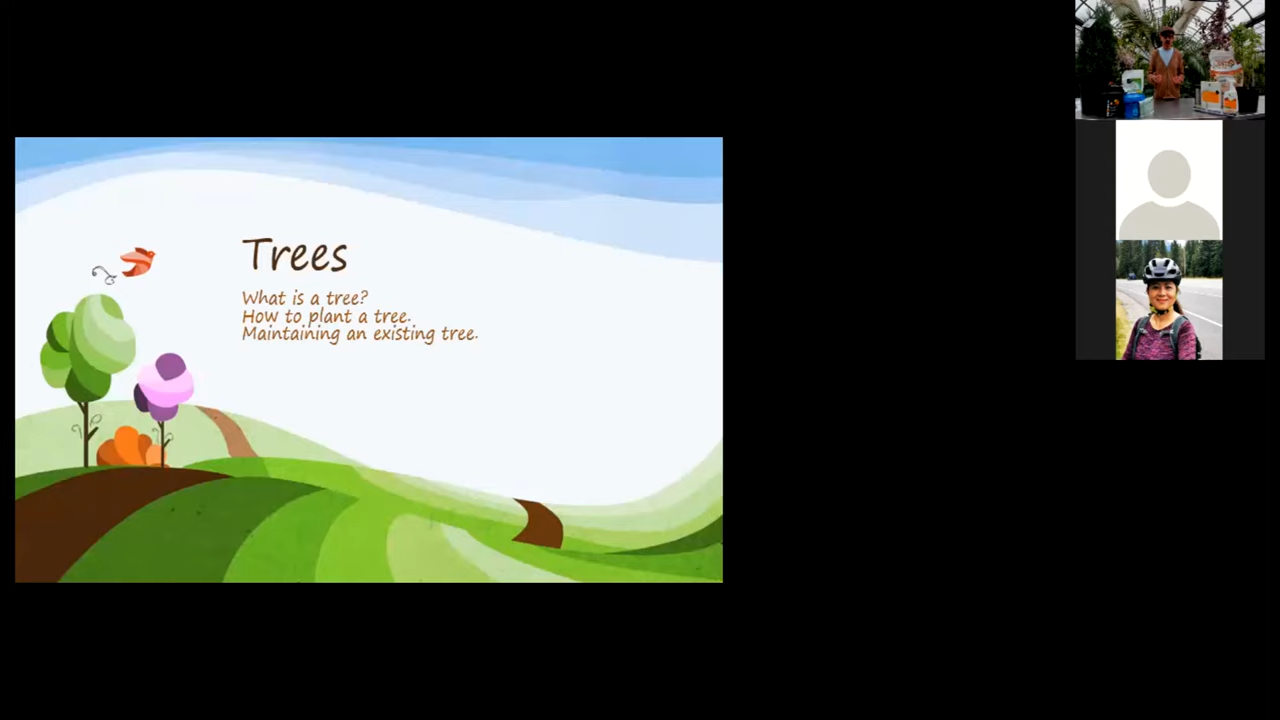 Trees
What is a tree?
How to plant a tree.
Maintaining an existing tree.